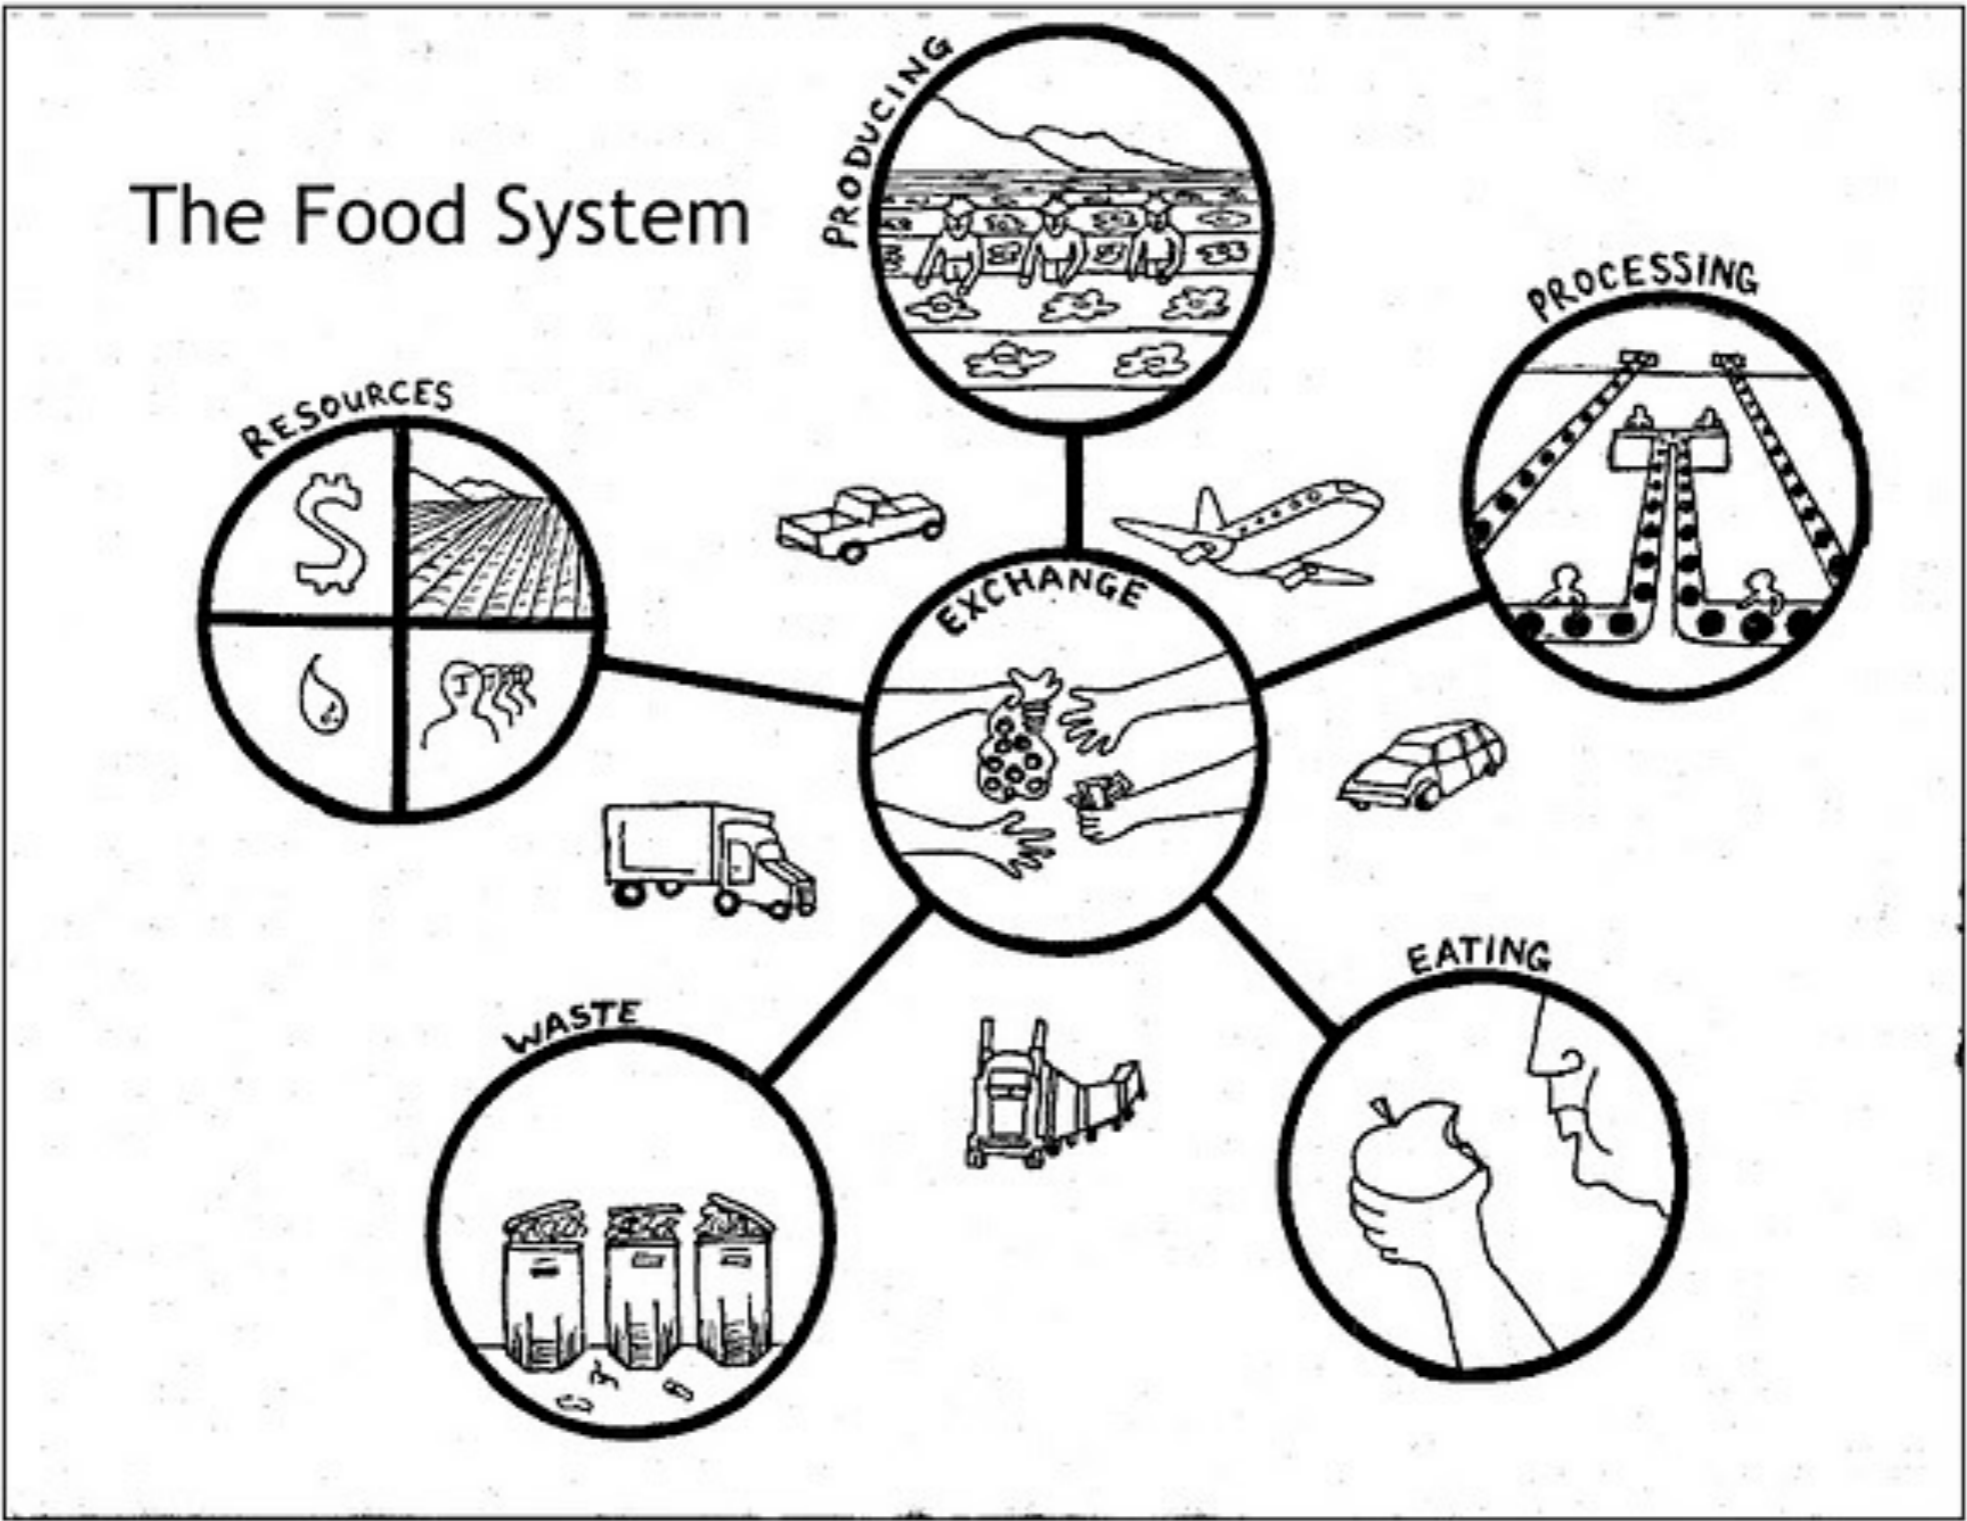 The Food System
PRODUCING
PROCESSING
RESOURCES
$
EXCHANGE
EATING
WASTE